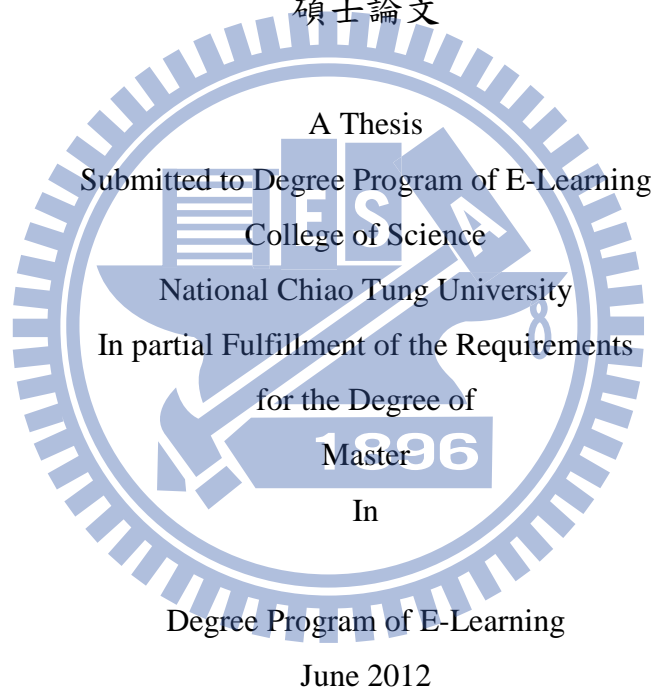 碩士論文
A Thesis
Submitted to Degree Program of E-Learning
College of Science
National Chiao Tung University
In partial Fulfillment of the Requirements
for the Degree of
Master
1896
In
Degree Program of E-Learning
June 2012